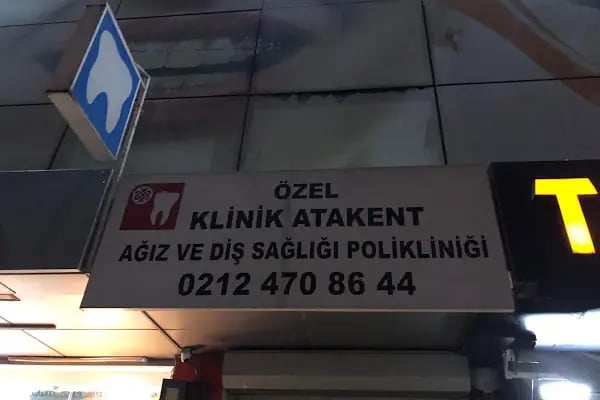 ÖZEL
KLİNİK ATAKENT
AĞIZ VE DİŞ SAĞLIĞI POLİKLİNİĞİ
0212 470 86 44
T